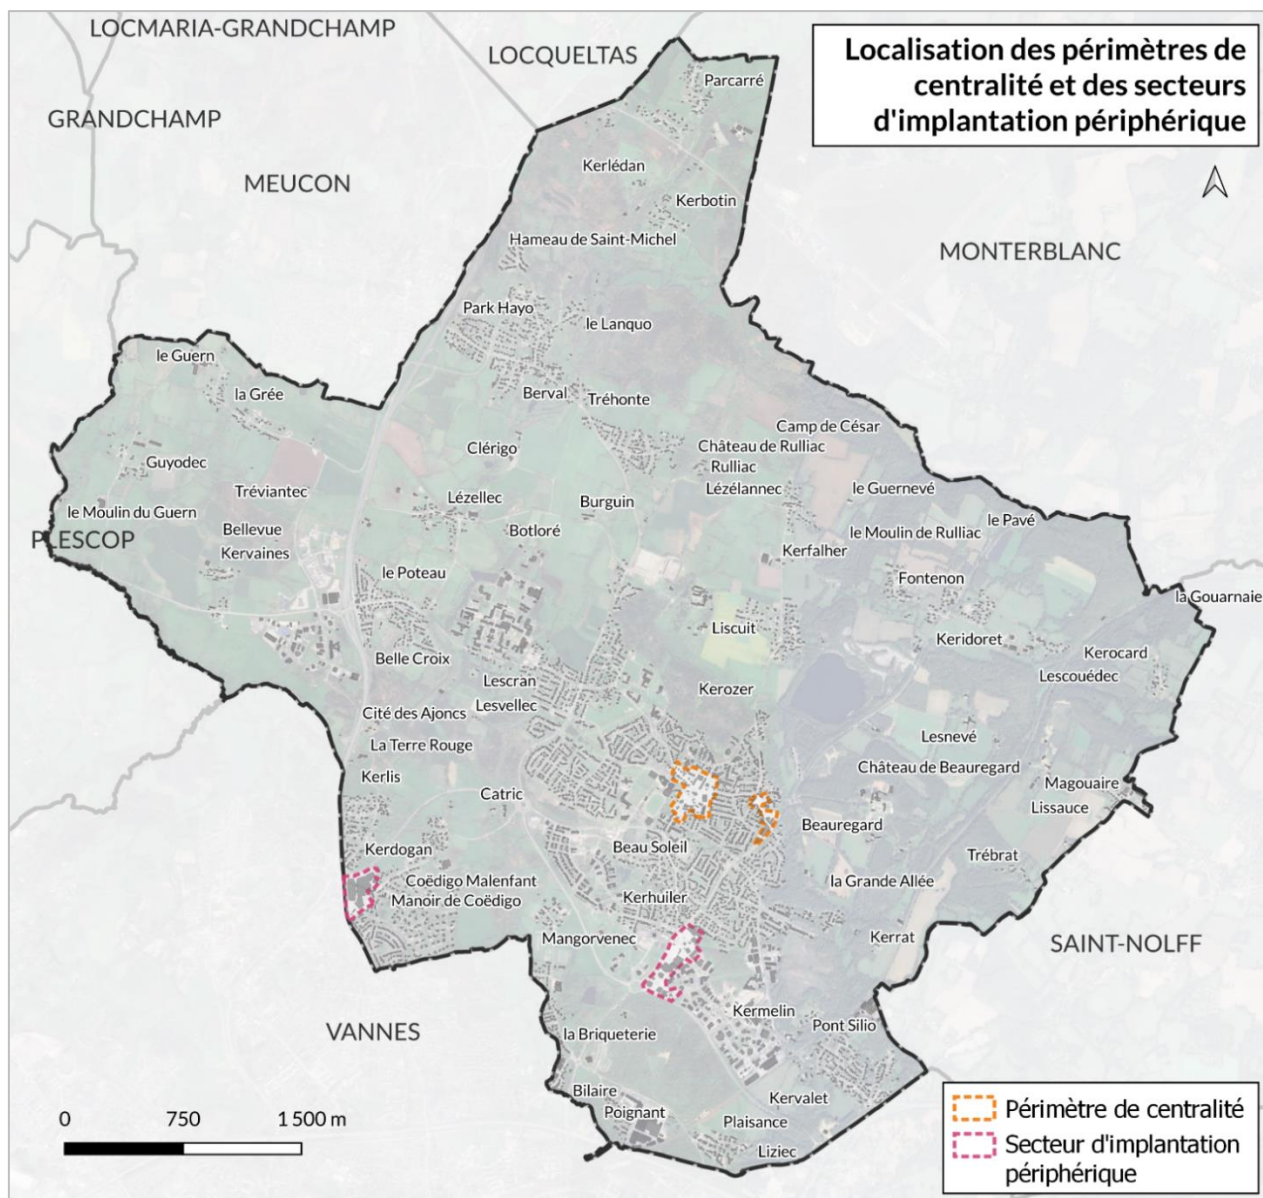 LOCMARIA-GRANDCHAMP
LOCQUELTAS
Localisation des périmètres de
centralité et des secteurs
d'implantation périphérique
Parcarré
GRANDCHAMP
Kerlédan
MEUCON
Kerbotin
Hameau de Saint-Michel
MONTERBLANC
Park Hayo
le Lanquo
le Guern
la Grée
Berval
Tréhonte
Camp de César
Clérigo
Château de Rulliac
Guyodec
Rulliac
Tréviantec
Lézellec
Burguin
Lézélannec
le Guernevé
le Moulin du Guern
le Pavé
Bellevue
Botloré
le Moulin de Rulliac
PLESCOP
Kervaines
Kerfalher
le Poteau
Fontenon
la Gouarnaie
Liscuit
Keridoret
Belle Croix
Kerocard
Lescran
Kerozer
Lescouédec
Lesvellec
Cité des Ajoncs
Lesnevé
La Terre Rouge
Château de Beauregard
Kerlis
Magouaire
Catric
Lissauce
Beauregard
Kerdogan
Beau Soleil
Trébrat
Coëdigo Malenfant
la Grande Allée
Manoir de Coëdigo
Kerhuiler
Mangorvenec
Kerrat
SAINT-NOLFF
Kermelin
VANNES
la Briqueterie
Pont Silio
Bilaire
Kervalet
Poignant
Plaisance
Liziec
0 750 1 500 m
Périmètre de centralité
Secteur d'implantation
périphérique